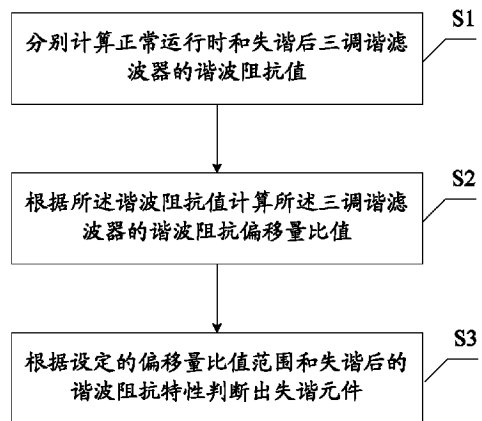 S1
分别计算正常运行时和失谐后三调谐滤
波器的谐波阻抗值
S2
根据所述谐波阻抗值计算所述三调谐滤
波器的谐波阻抗偏移量比值
S3
根据设定的偏移量比值范围和失谐后的
谐波阻抗特性判断出失谐元件